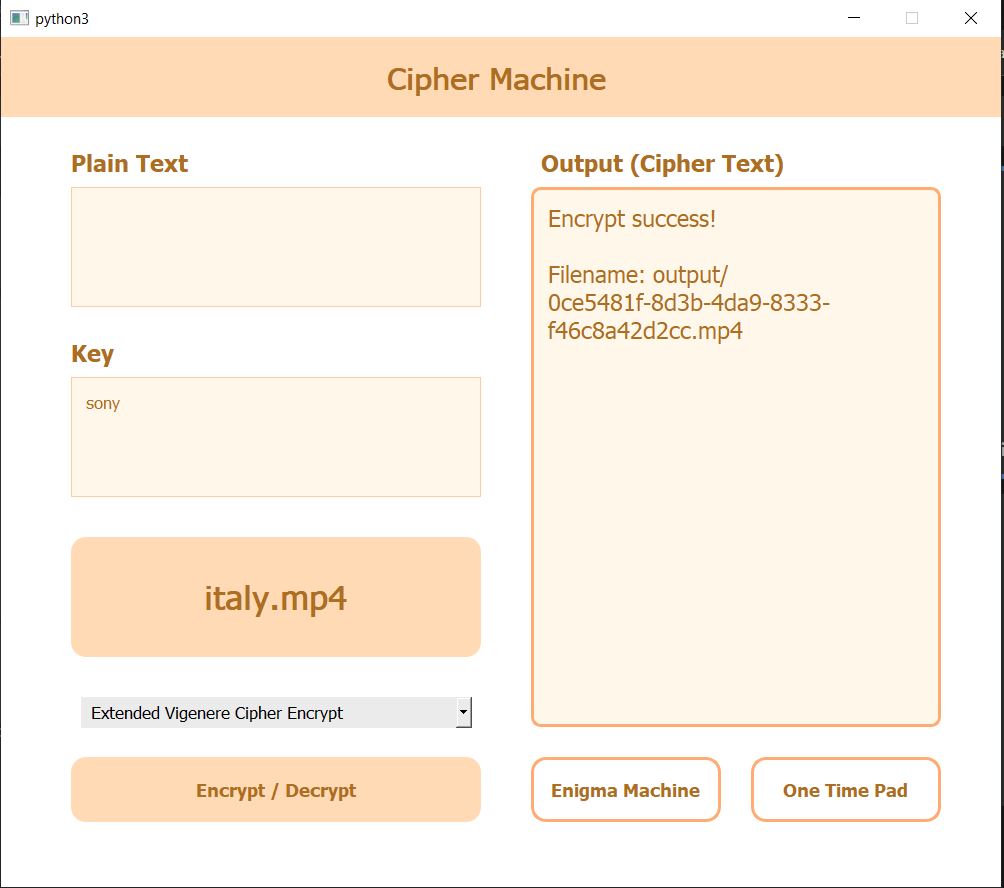 python3
Cipher Machine
Plain Text
Key
sony
italy.mp4
Extended Vigenere Cipher Encrypt
Encrypt / Decrypt
Output (Cipher Text)
Encrypt success!
Filename: output/
0ce5481f-8d3b-4da9-8333-
f46c8a42d2cc.mp4
Enigma Machine
One Time Pad